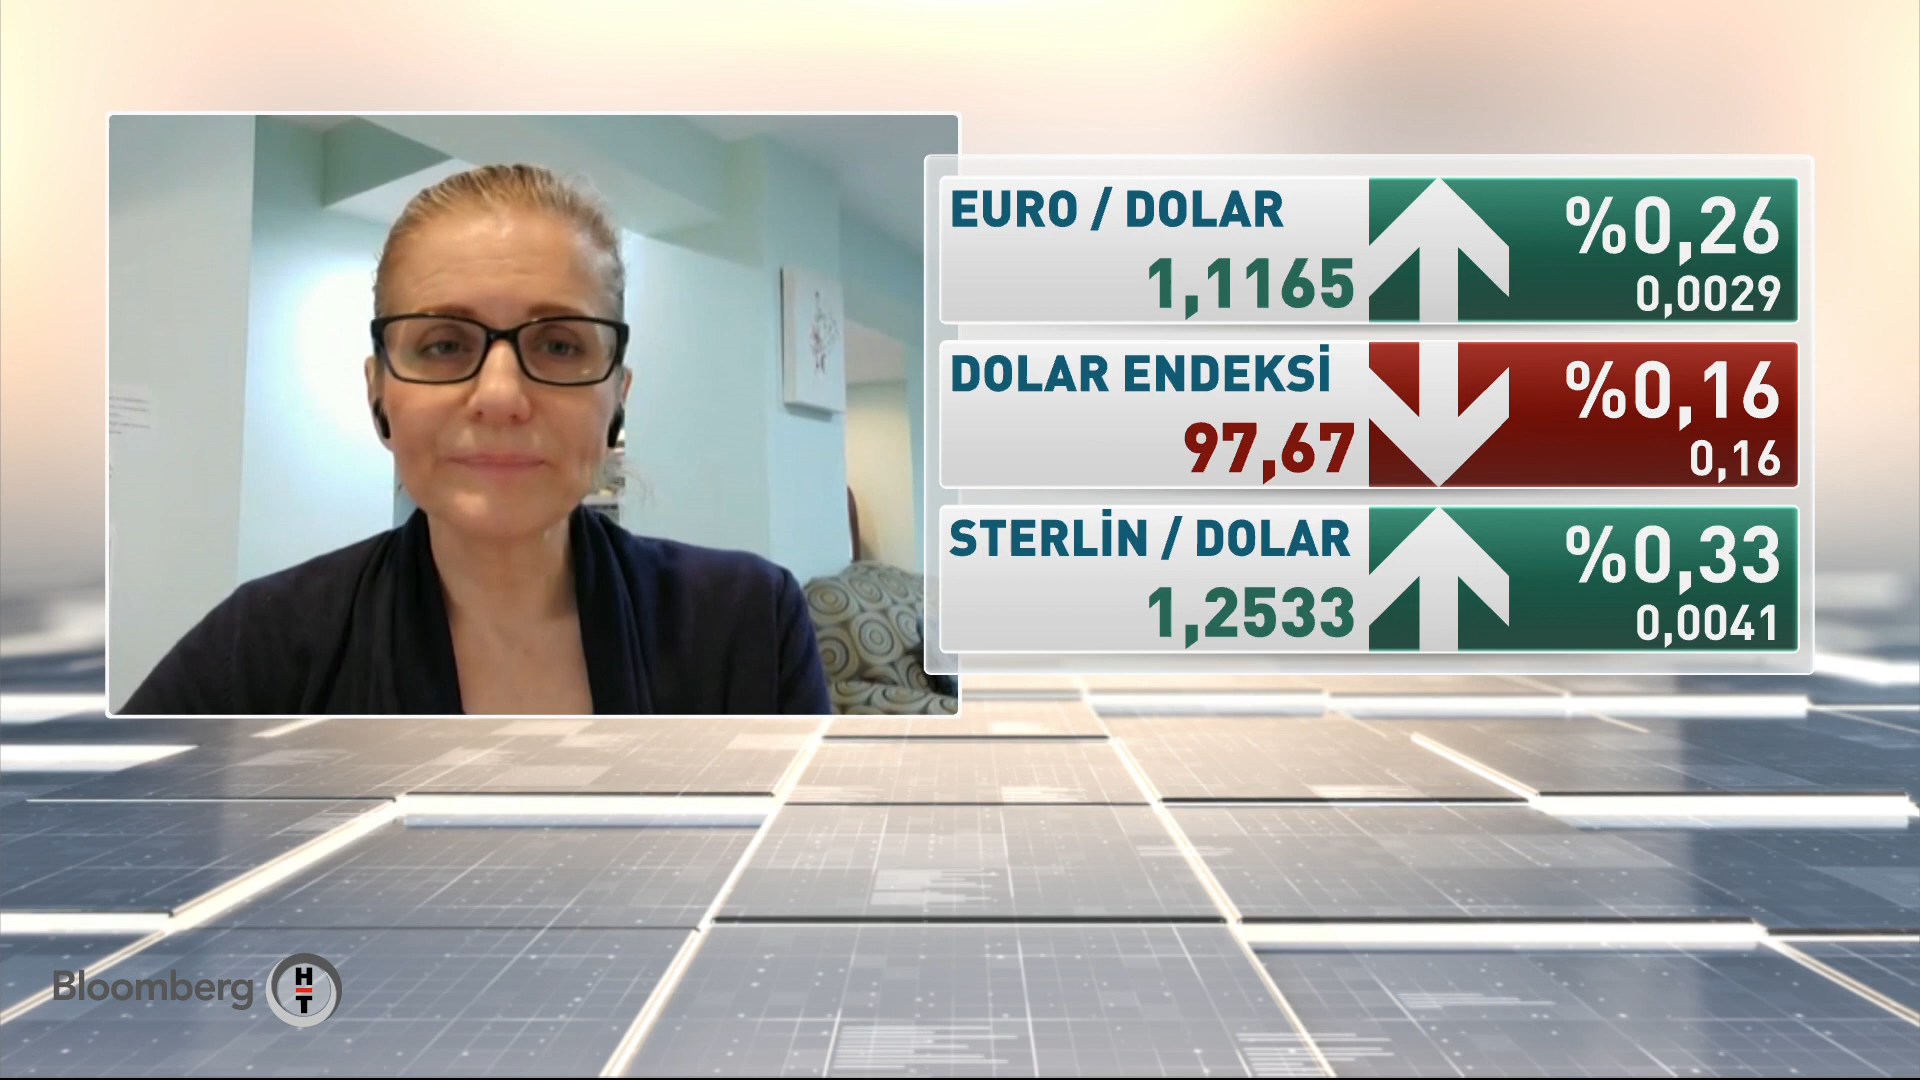 EURO / DOLAR
1,1165
%0,26
0,0029
DOLAR ENDEKSİ
97,67
%0,16
0,16
STERLİN / DOLAR
1,2533
%0,33
0,0041
Bloomberg HT